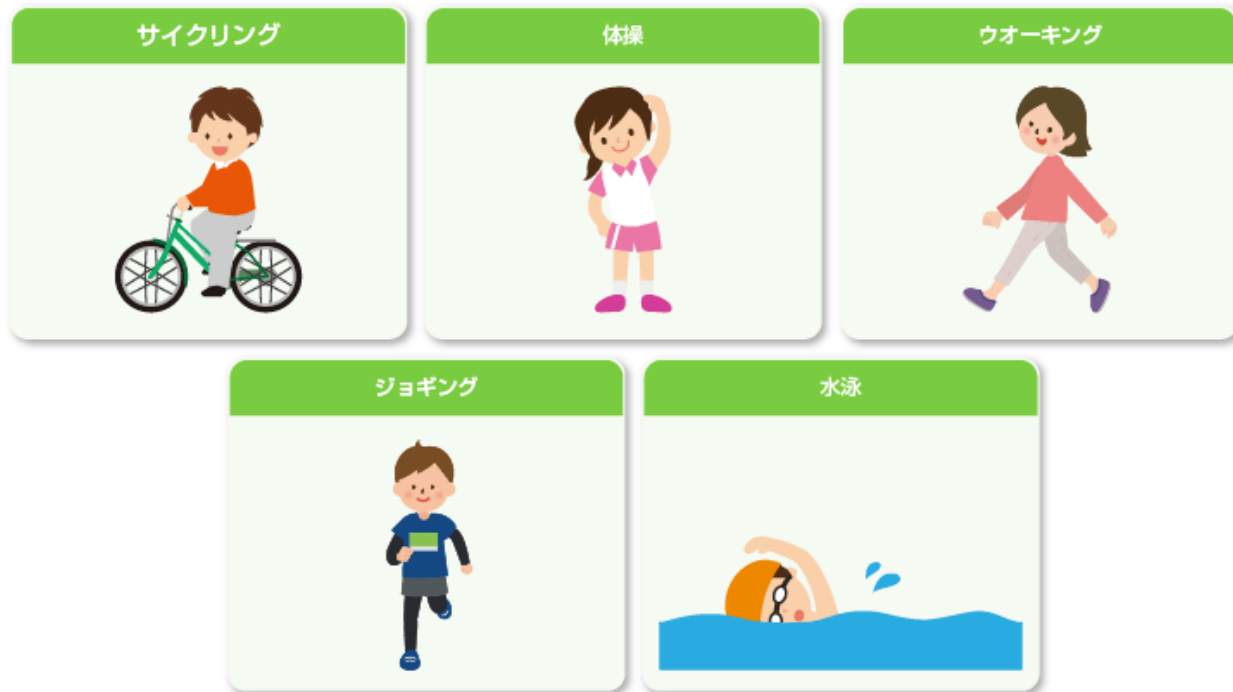 サイクリング
体操
ウオーキング
ジョギング
水泳